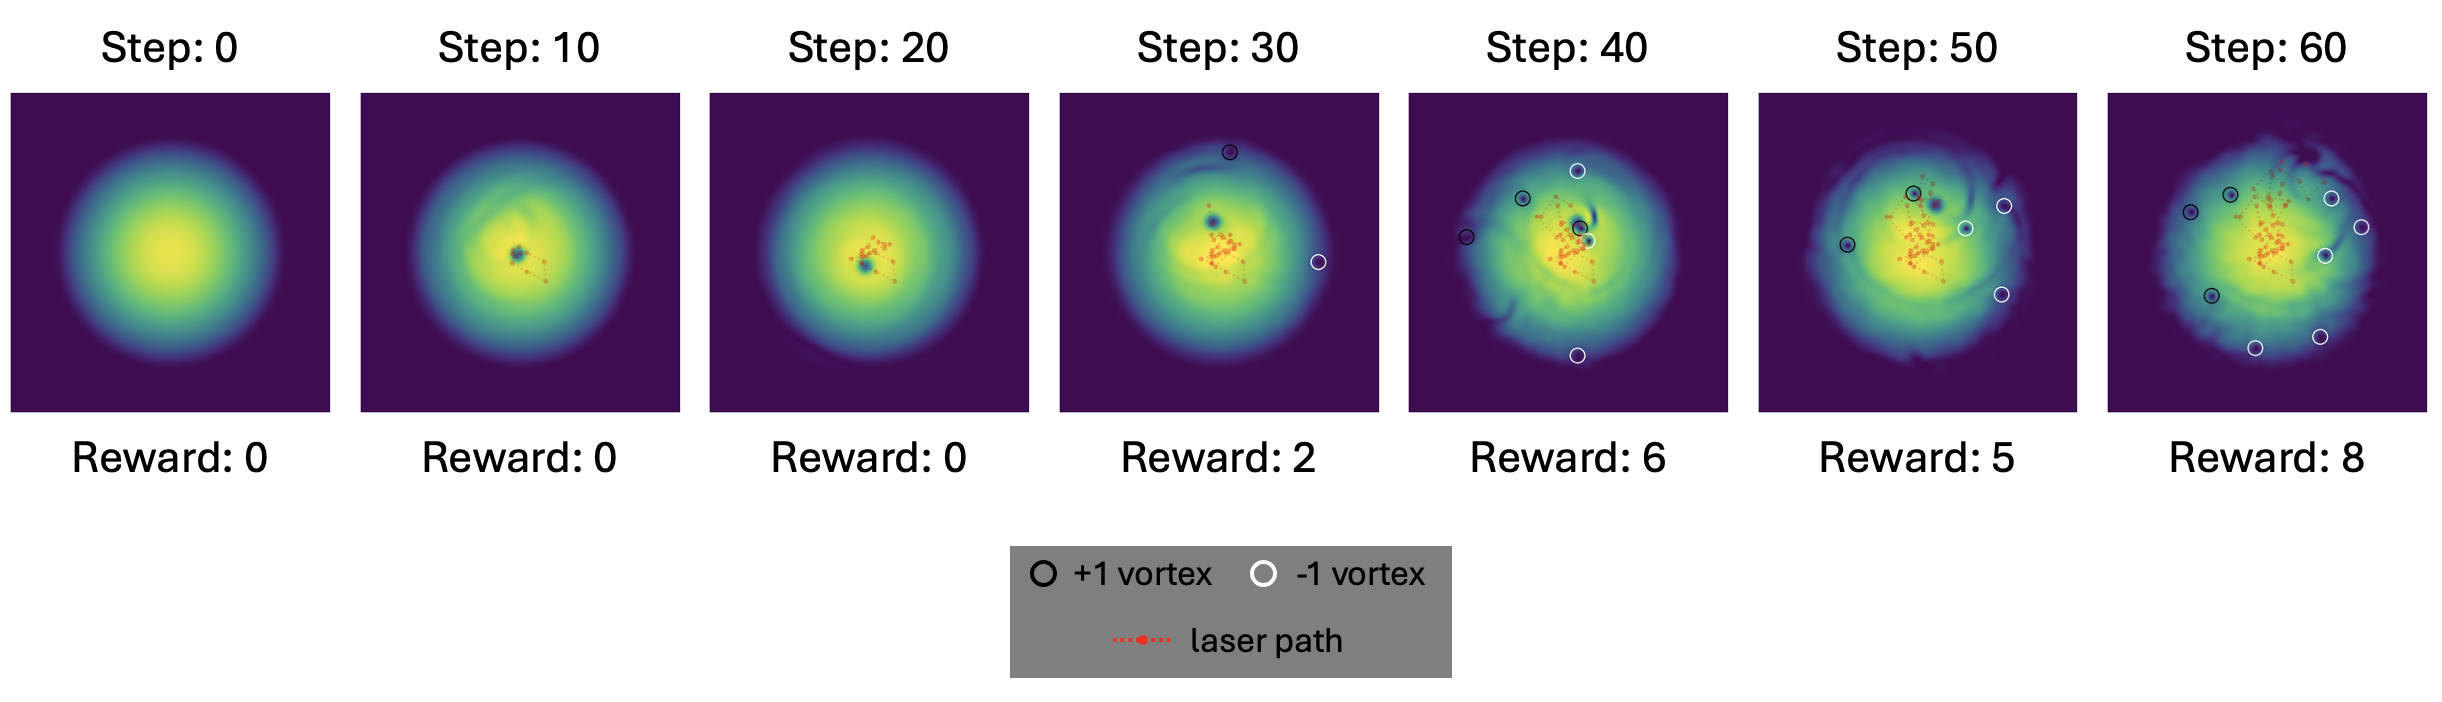 Step: 0 Step: 10 Step: 20 Step: 30 Step: 40 Step: 50 Step: 60
Reward: 0 Reward: 0 Reward: 0 Reward: 2 Reward: 6 Reward: 5 Reward: 8
+1 vortex -1 vortex
laser path